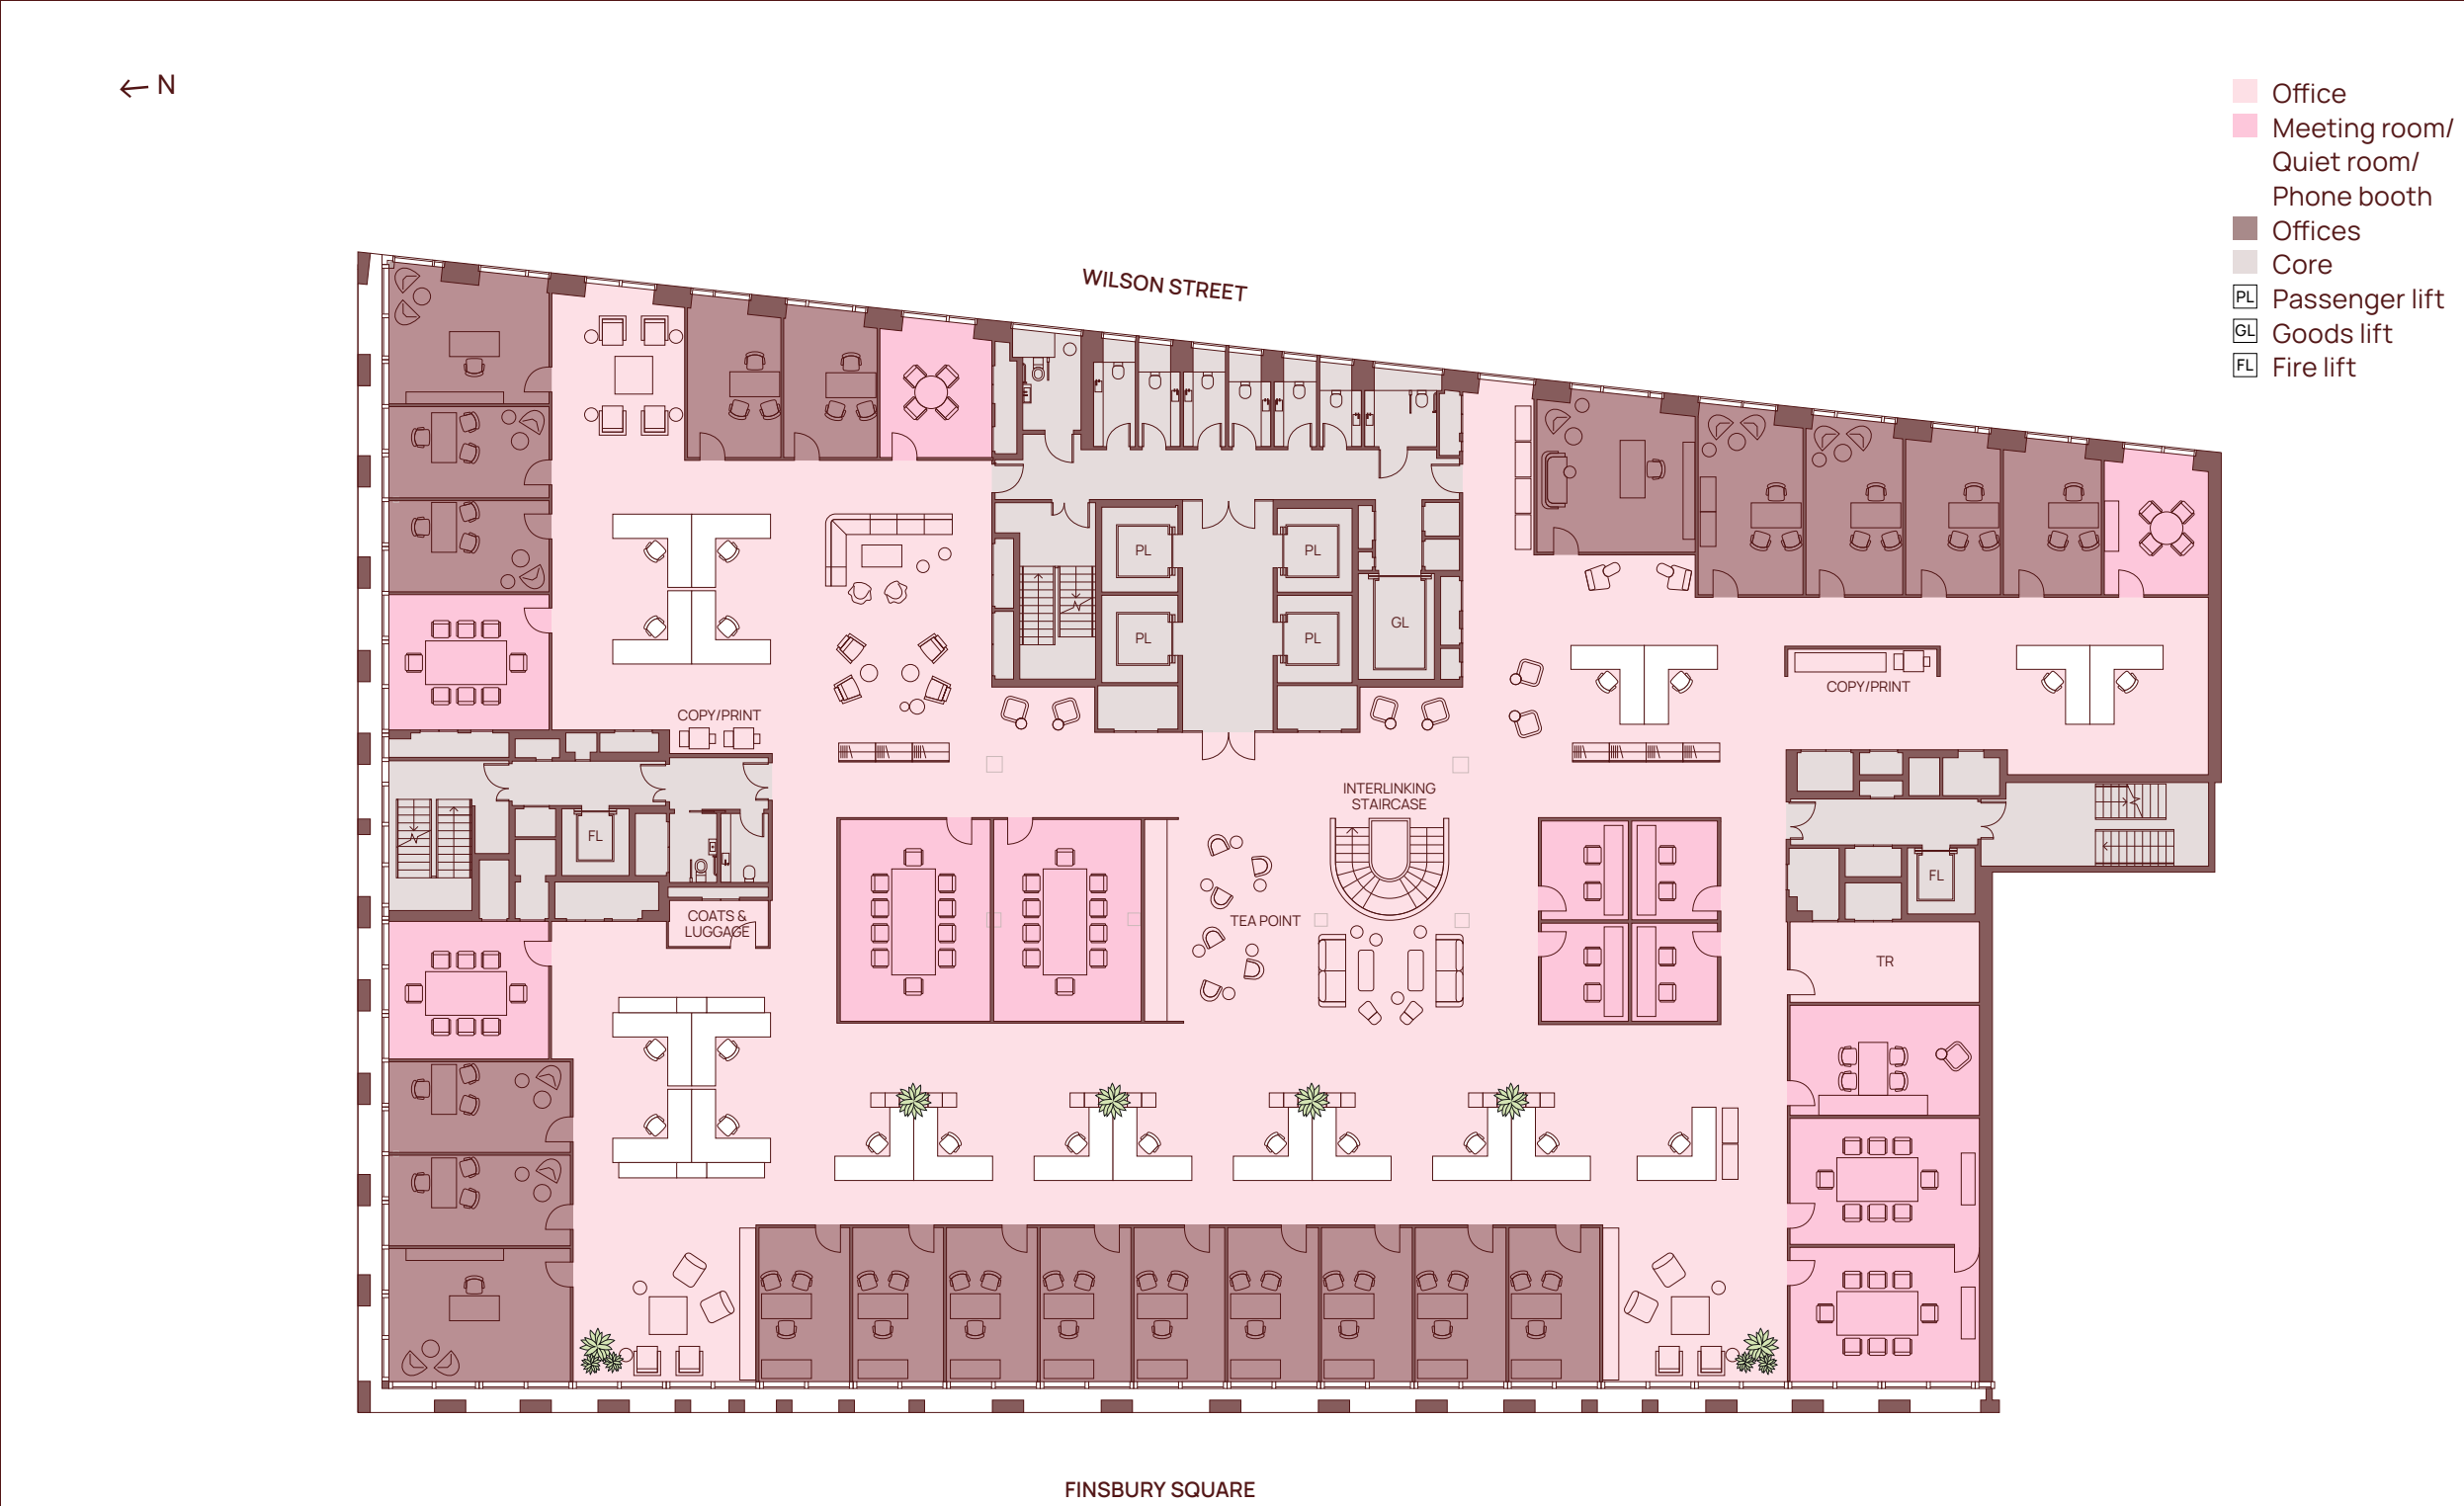 ← N
Office
Meeting room/
Quiet room/
Phone booth
Offices
Core
PL Passenger lift
GL Goods lift
FL Fire lift
WILSON STREET
PL
PL
GL
PL
PL
COPY/PRINT
COPY/PRINT
INTERLINKING
STAIRCASE
FL
FL
COATS &
LUGGAGE
TEA POINT
TR
FINSBURY SQUARE